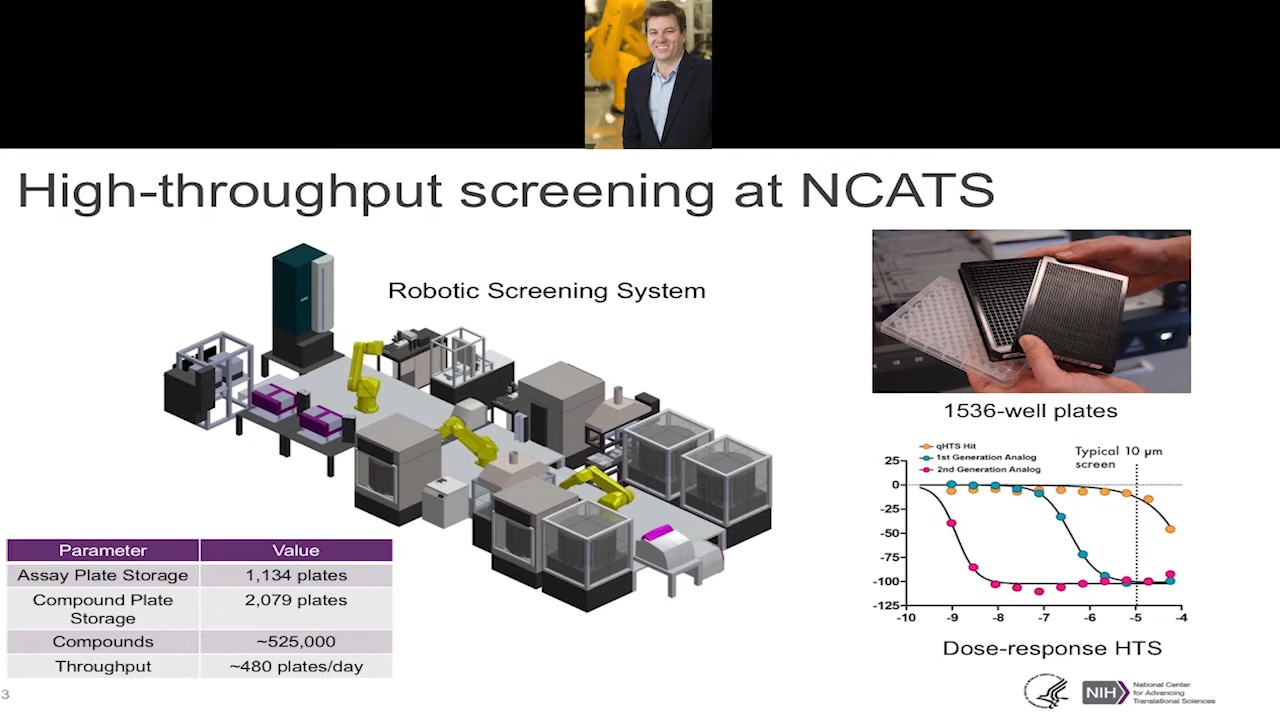 High-throughput screening at NCATS
Robotic Screening System
1536-well plates
Parameter Value
Assay Plate Storage 1,134 plates
Compound Plate Storage 2,079 plates
Compounds ~525,000
Throughput ~480 plates/day
qHTS Hit
1st Generation Analog
2nd Generation Analog
Typical 10 µm
screen
25
0
-25
-50
-75
-100
-125
-10 -9 -8 -7 -6 -5 -4
Dose-response HTS
3
NIH
National Center
for Advancing
Translational Sciences